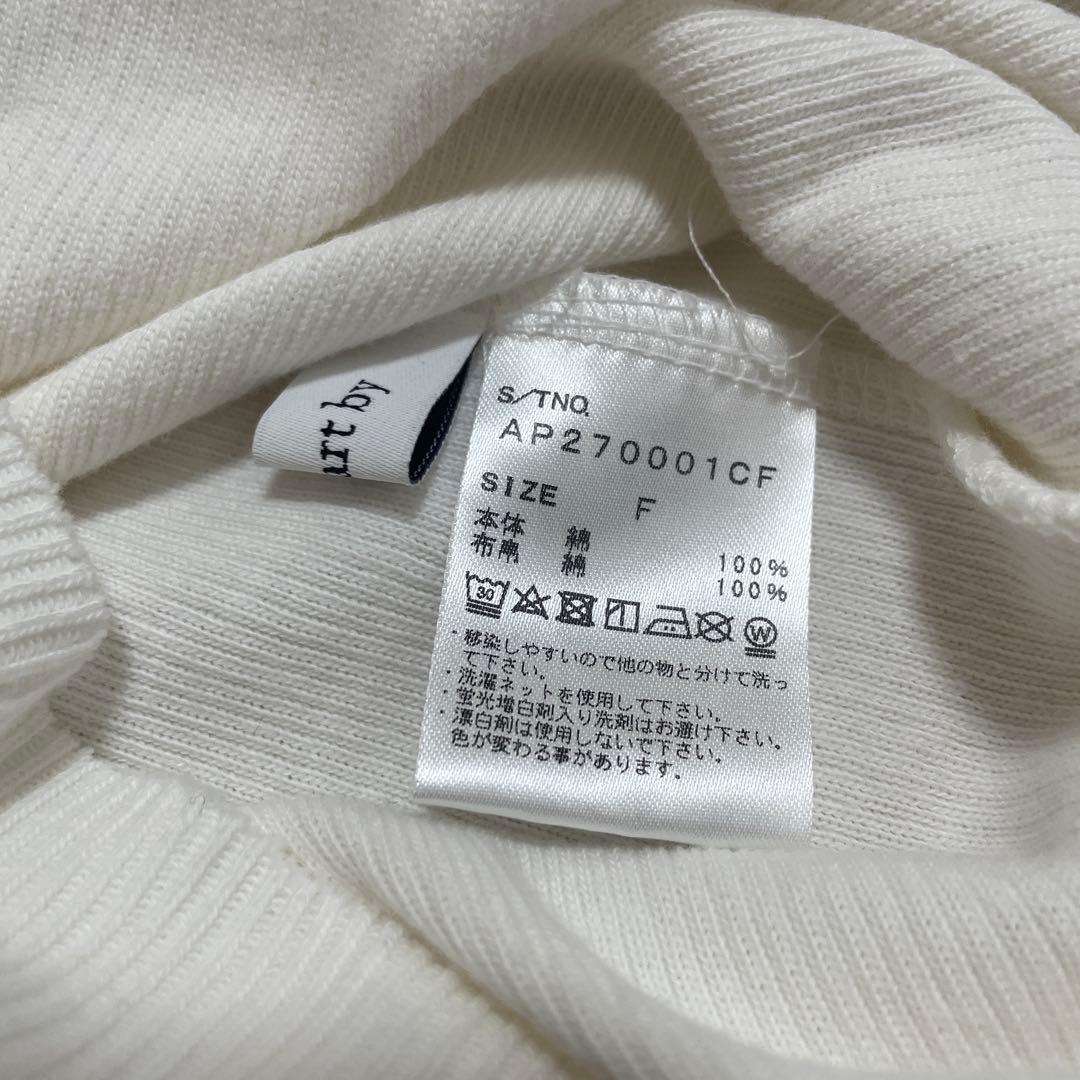 art by
S/TNO.
AP270001CF
SIZE F
本体 綿 100%
布帛 綿 100%
30
W
・移染しやすいので他の物と分けて洗っ
て下さい。
・洗濯ネットを使用して下さい。
・蛍光増白剤入り洗剤はお避け下さい。
・漂白剤は使用しないで下さい。
色が変わる事があります。